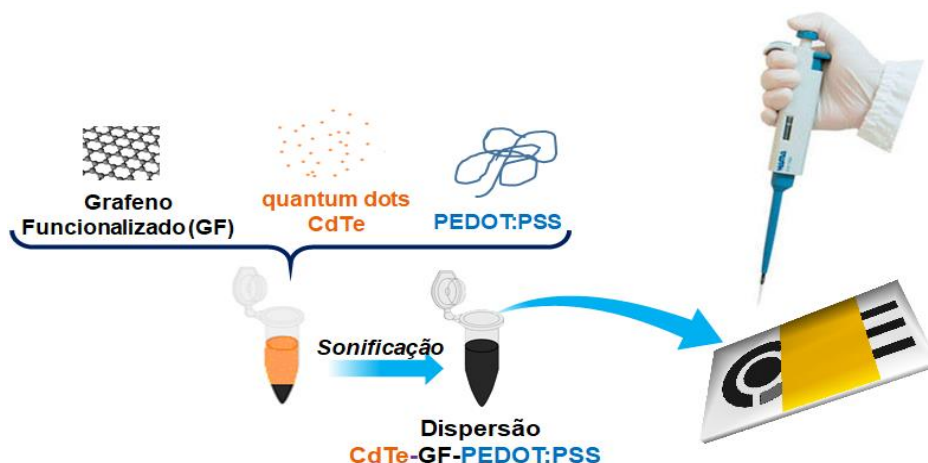 Grafeno
Funcionalizado(GF)
quantum dots
CdTe
PEDOT:PSS
Sonificação
Dispersão
CdTe-GF-PEDOT:PSS